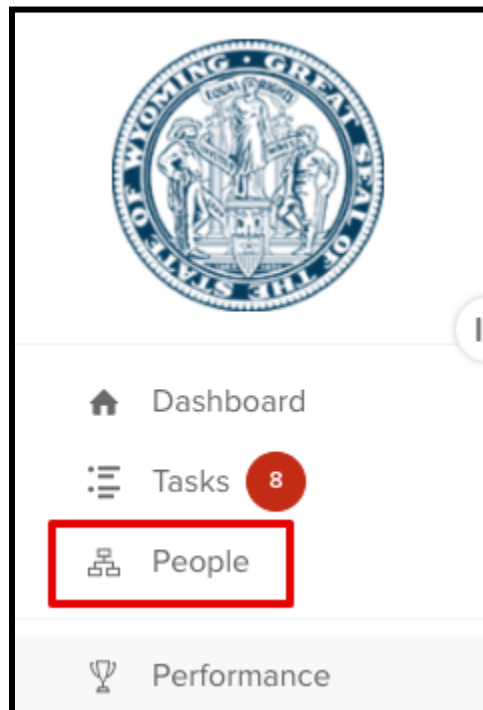 GREAT SEAL OF THE STATE OF WYOMING
EQUAL RIGHTS
Dashboard
Tasks 8
People
Performance